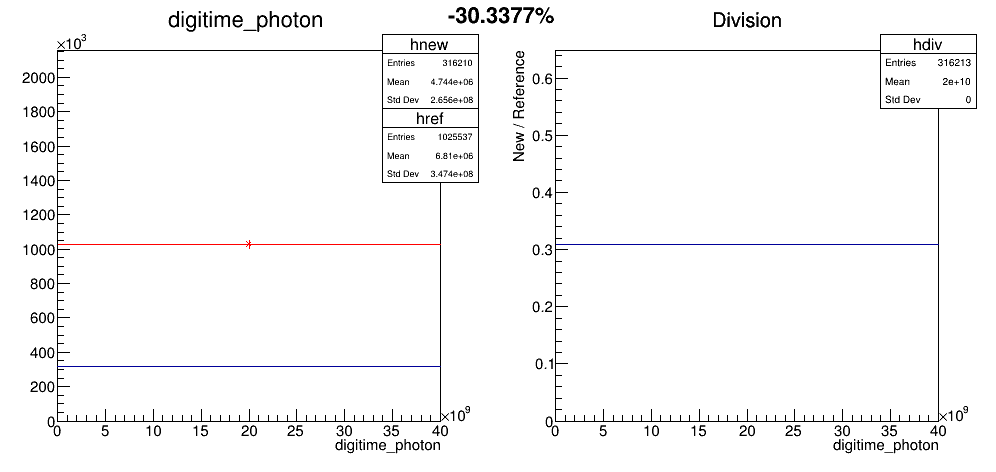 digitime_photon
-30.3377%
Division
×10³
hnew
Entries 316210
Mean 4.744e+06
Std Dev 2.656e+08
href
Entries 1025537
Mean 6.81e+06
Std Dev 3.474e+08
2000
1800
1600
1400
1200
1000
800
600
400
200
0
0 5 10 15 20 25 30 35 40
×10⁹
digitime_photon
hdiv
Entries 316213
Mean 2e+10
Std Dev 0
New / Reference
0.6
0.5
0.4
0.3
0.2
0.1
0
0 5 10 15 20 25 30 35 40
×10⁹
digitime_photon